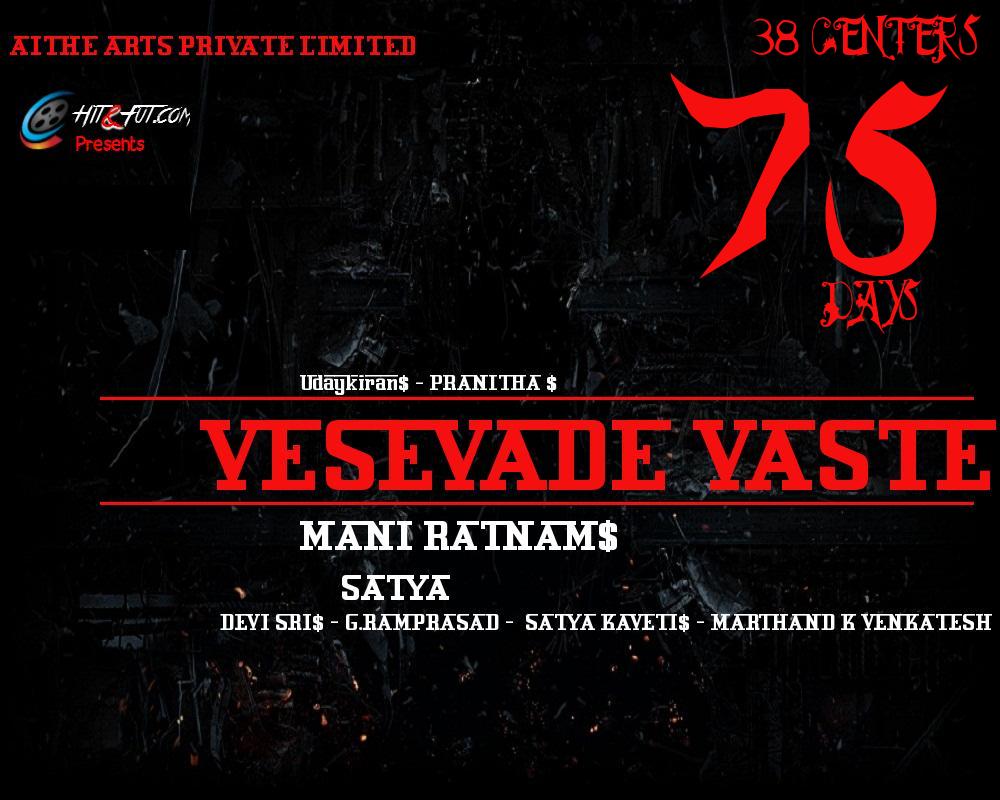 AITHE ARTS PRIVATE LIMITED
38 CENTERS
HIT&FUT.COM
Presents
75
DAYS
Udaykiran$ - PRANITHA $
VESEVADE VASTE
MANI RATNAM$
SATYA
DEVI SRI$ - G.RAMPRASAD - SATYA KAVETI$ - MARTHAND K VENKATESH